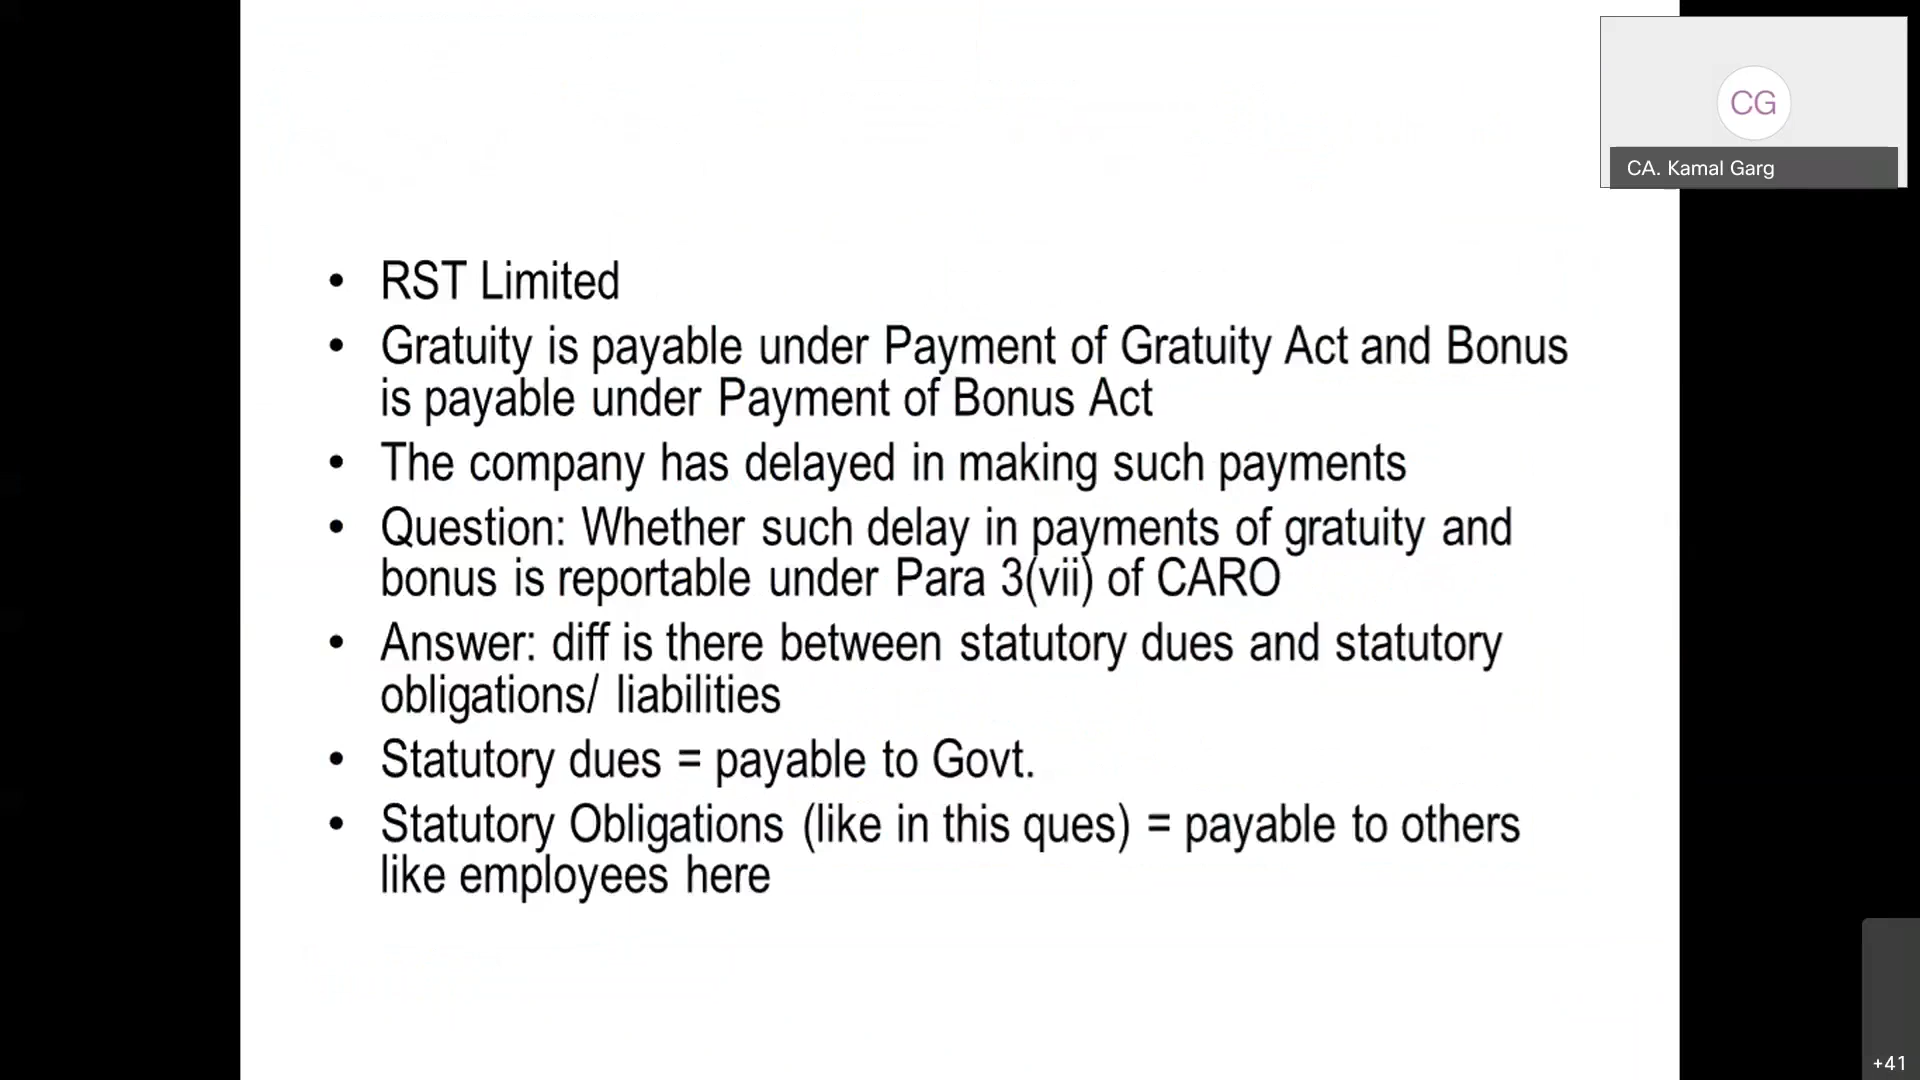 CG
CA. Kamal Garg
• RST Limited
• Gratuity is payable under Payment of Gratuity Act and Bonus
is payable under Payment of Bonus Act
• The company has delayed in making such payments
• Question: Whether such delay in payments of gratuity and
bonus is reportable under Para 3(vii) of CARO
• Answer: diff is there between statutory dues and statutory
obligations/ liabilities
• Statutory dues = payable to Govt.
• Statutory Obligations (like in this ques) = payable to others
like employees here
+41